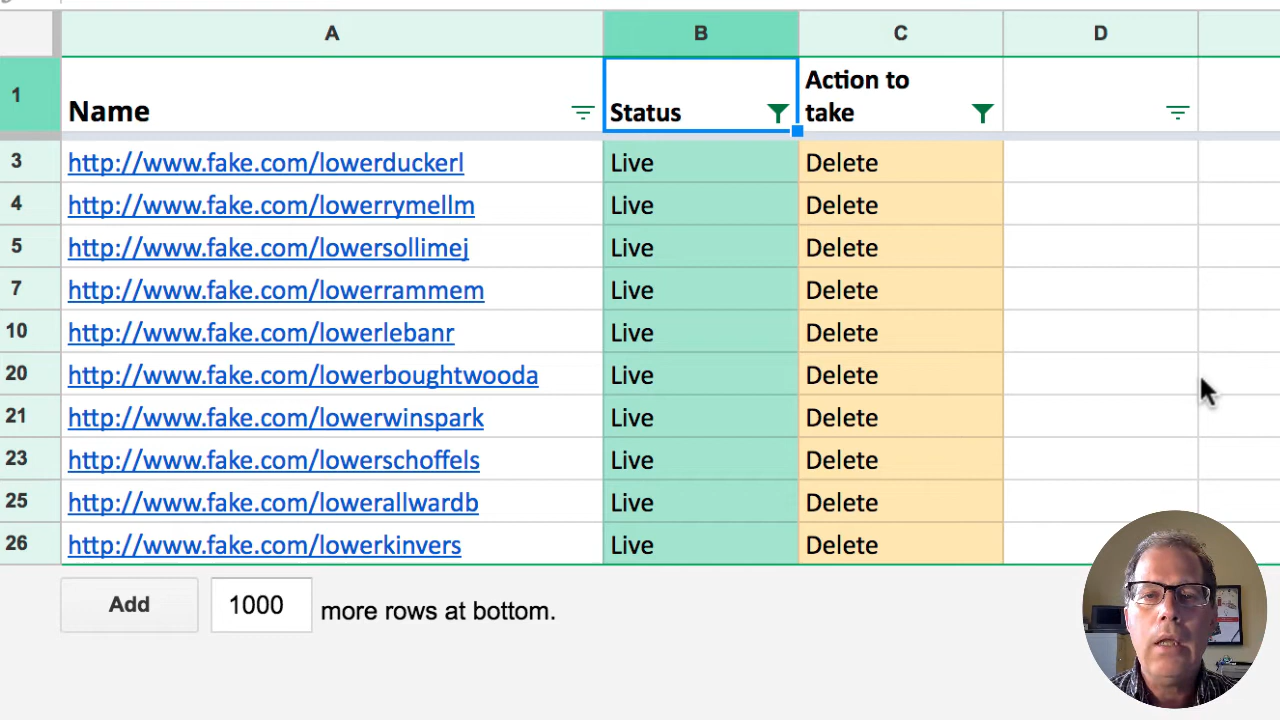 A B C D
1 Name Status Action to
take
3 http://www.fake.com/lowerduckerl Live Delete
4 http://www.fake.com/lowerrymellm Live Delete
5 http://www.fake.com/lowersollimej Live Delete
7 http://www.fake.com/lowerrammem Live Delete
10 http://www.fake.com/lowerlebanr Live Delete
20 http://www.fake.com/lowerboughtwooda Live Delete
21 http://www.fake.com/lowerwinspark Live Delete
23 http://www.fake.com/lowerschoffels Live Delete
25 http://www.fake.com/lowerallwardb Live Delete
26 http://www.fake.com/lowerkinvers Live Delete
Add 1000 more rows at bottom.